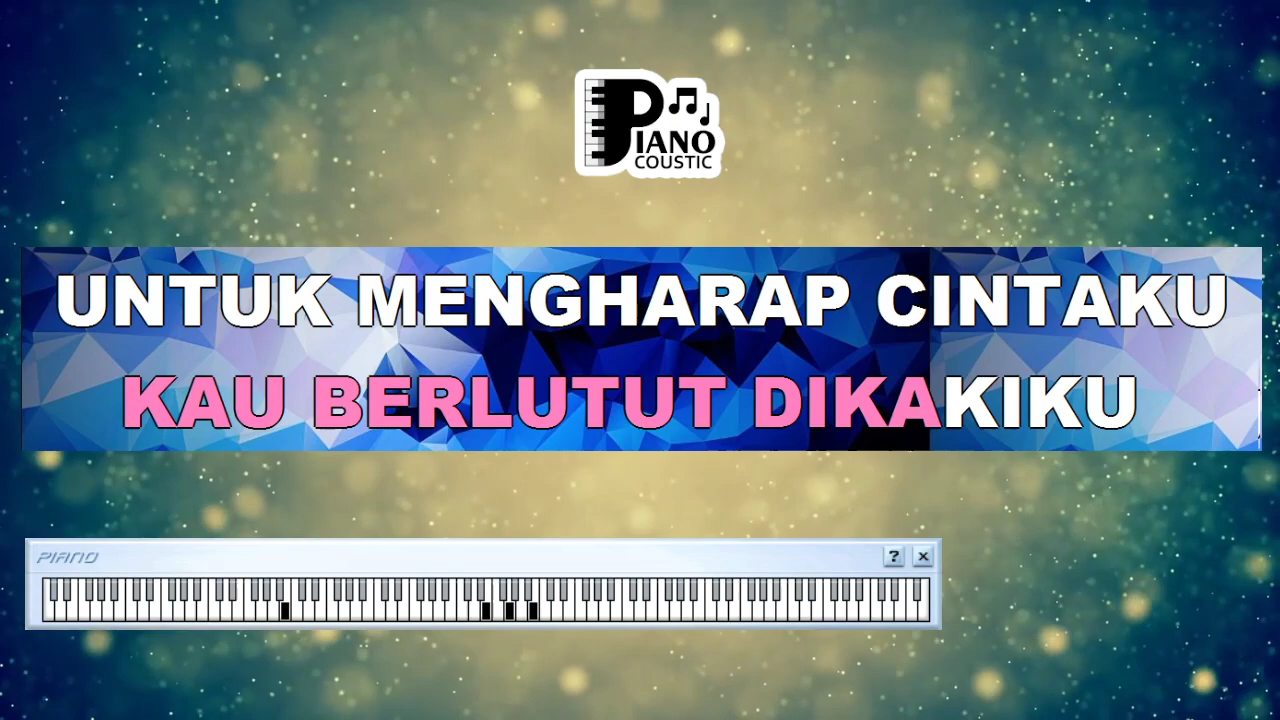 PIANO
COUSTIC
UNTUK MENGHARAP CINTAKU
KAU BERLUTUT DIKAKIKU
PIANO
? ×